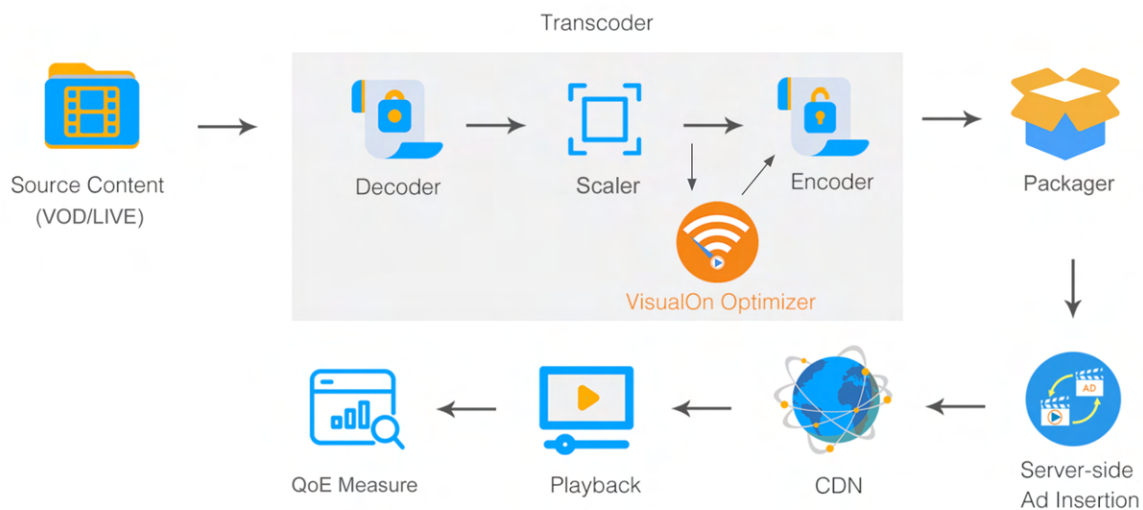 Transcoder
Source Content
(VOD/LIVE)
Decoder
Scaler
Encoder
Packager
VisualOn Optimizer
AD
Server-side
Ad Insertion
CDN
Playback
QoE Measure